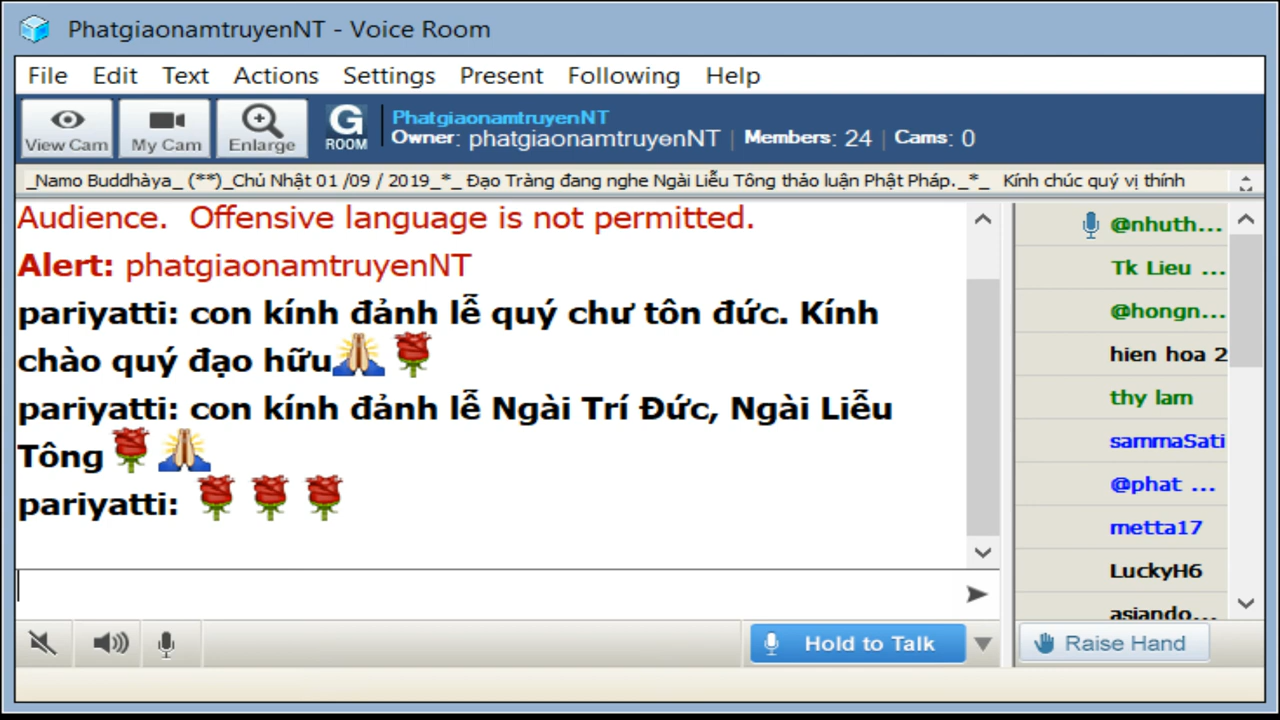 PhatgiaonamtruyenNT - Voice Room
File Edit Text Actions Settings Present Following Help
View Cam My Cam Enlarge G ROOM
PhatgiaonamtruyenNT
Owner: phatgiaonamtruyenNT | Members: 24 | Cams: 0
_Namo Buddhàya_ (**)_Chủ Nhật 01 /09 / 2019_*_ Đạo Tràng đang nghe Ngài Liễu Tông thảo luận Phật Pháp._*_ Kính chúc quý vị thính
Audience. Offensive language is not permitted.
Alert: phatgiaonamtruyenNT
pariyatti: con kính đảnh lễ quý chư tôn đức. Kính
chào quý đạo hữu
pariyatti: con kính đảnh lễ Ngài Trí Đức, Ngài Liễu
Tông
pariyatti:
@nhuth...
Tk Lieu ...
@hongn...
hien hoa 2
thy lam
sammaSati
@phat ...
metta17
LuckyH6
asiando...
Hold to Talk
Raise Hand